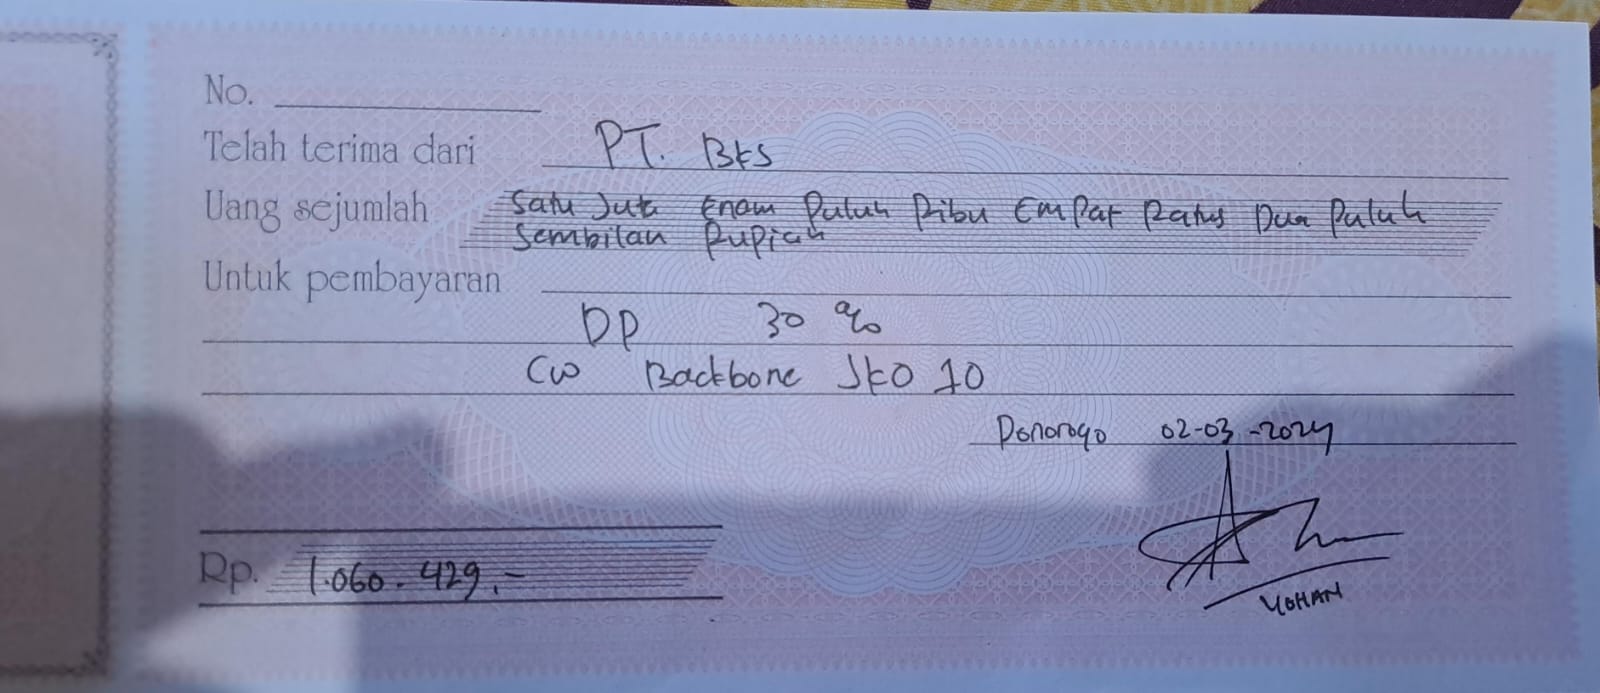 No.
Telah terima dari PT. BKS
Uang sejumlah Satu Juta Enam Puluh Ribu Empat Ratus Dua Puluh
Sembilan Rupiah
Untuk pembayaran
DP 30 %
CW Backbone JKO 10
Ponorogo 02-03-2024
Rp. 1.060.429,-
YOHAN